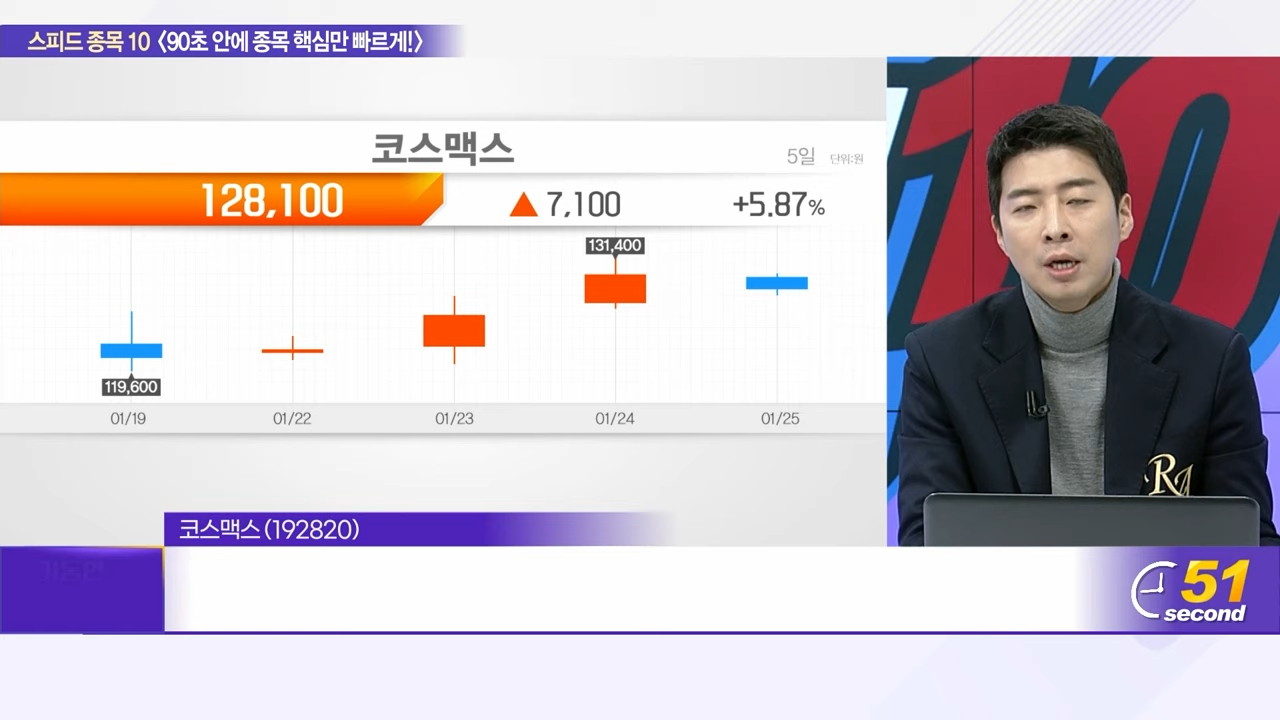 스피드 종목 10 〈90초 안에 종목 핵심만 빠르게!〉
코스맥스
5일 단위:원
128,100 ▲ 7,100 +5.87%
131,400
119,600
01/19 01/22 01/23 01/24 01/25
코스맥스 (192820)
51
second